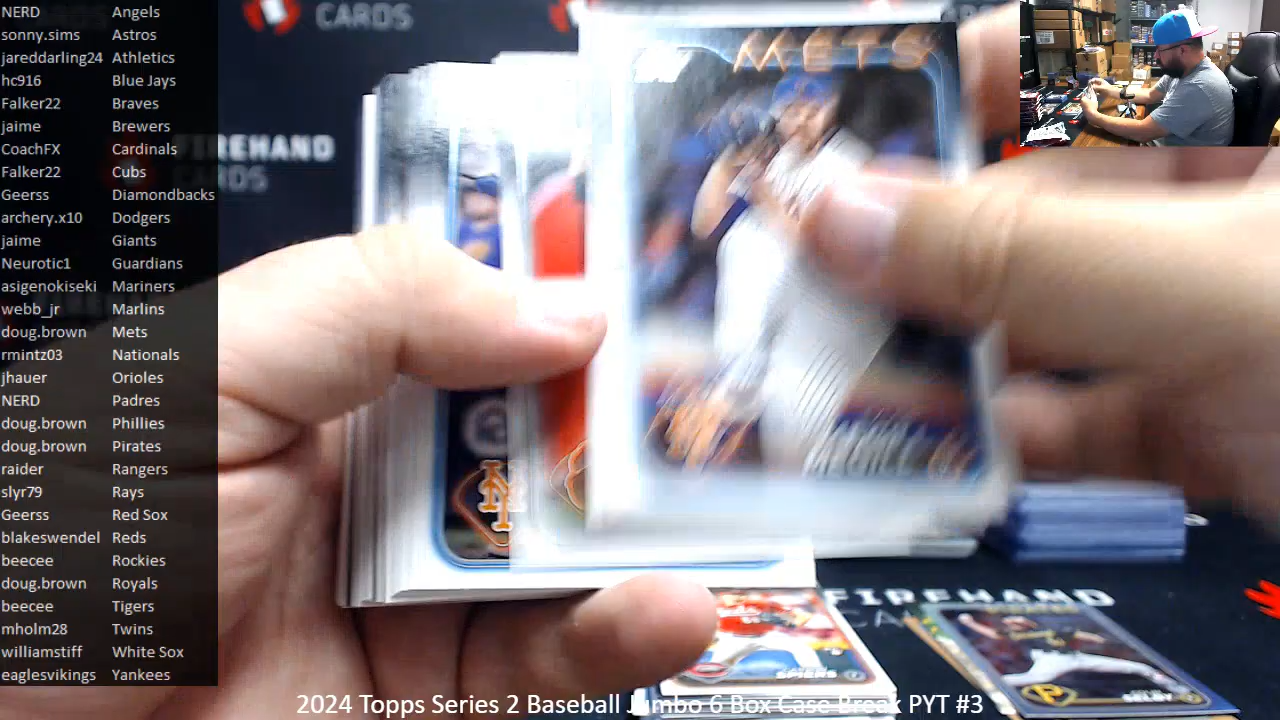 NERD Angels
sonny.sims Astros
jareddarling24 Athletics
hc916 Blue Jays
Falker22 Braves
jaime Brewers
CoachFX Cardinals
Falker22 Cubs
Geerss Diamondbacks
archery.x10 Dodgers
jaime Giants
Neurotic1 Guardians
asigenokiseki Mariners
webb_jr Marlins
doug.brown Mets
rmintz03 Nationals
jhauer Orioles
NERD Padres
doug.brown Phillies
doug.brown Pirates
raider Rangers
slyr79 Rays
Geerss Red Sox
blakeswendel Reds
beecee Rockies
doug.brown Royals
beecee Tigers
mholm28 Twins
williamstiff White Sox
eaglesvikings Yankees
CARDS
FIREHAND
CARDS
METS
FIREHAND
SPIERS
SELBY
2024 Topps Series 2 Baseball Jumbo 6 Box Case Break PYT #3